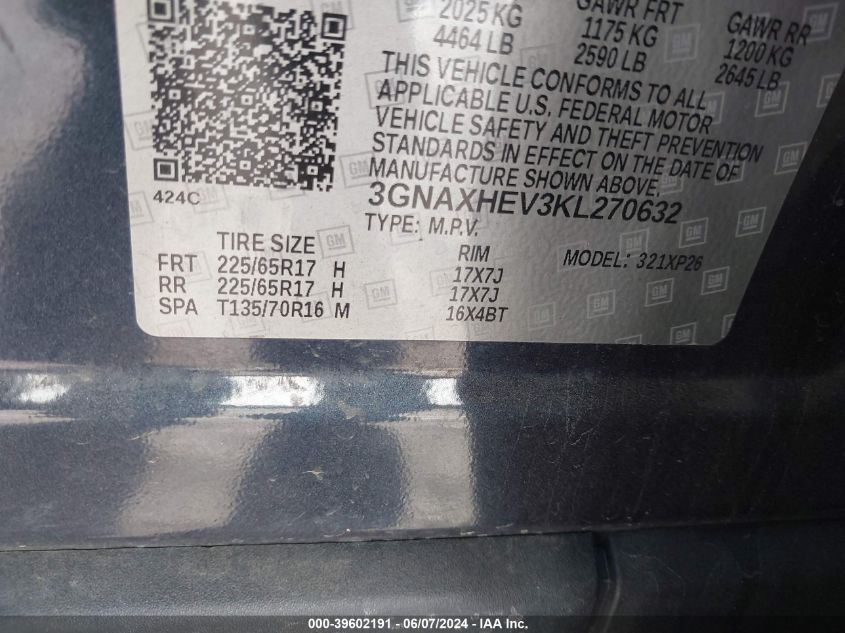 2025 KG GAWR FRT GAWR RR
4464 LB 1175 KG 1200 KG
2590 LB 2645 LB
THIS VEHICLE CONFORMS TO ALL
APPLICABLE U.S. FEDERAL MOTOR
VEHICLE SAFETY AND THEFT PREVENTION
STANDARDS IN EFFECT ON THE DATE OF
MANUFACTURE SHOWN ABOVE.
424C
3GNAXHEV3KL270632
TYPE: M.P.V.
TIRE SIZE RIM MODEL: 321XP26
FRT 225/65R17 H 17X7J
RR 225/65R17 H 17X7J
SPA T135/70R16 M 16X4BT
000-39602191 - 06/07/2024 - IAA Inc.